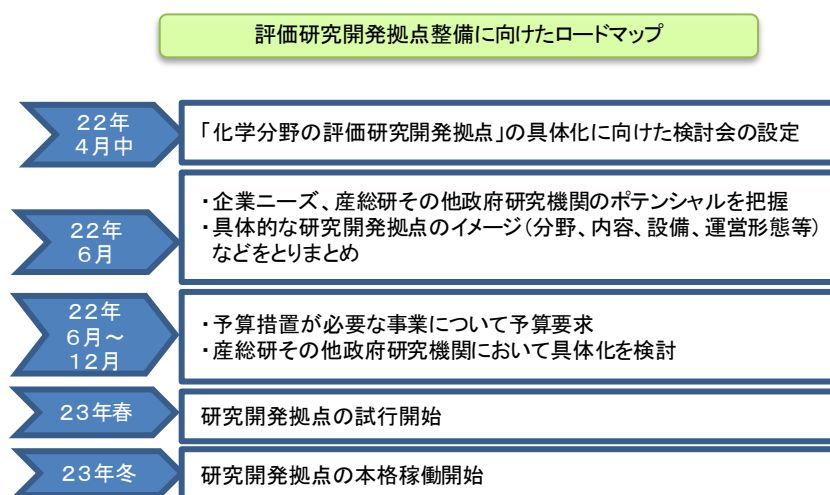 評価研究開発拠点整備に向けたロードマップ
22年
4月中
「化学分野の評価研究開発拠点」の具体化に向けた検討会の設定
22年
6月
・企業ニーズ、産総研その他政府研究機関のポテンシャルを把握
・具体的な研究開発拠点のイメージ(分野、内容、設備、運営形態等)
などをとりまとめ
22年
6月~
12月
・予算措置が必要な事業について予算要求
・産総研その他政府研究機関において具体化を検討
23年春
研究開発拠点の試行開始
23年冬
研究開発拠点の本格稼働開始